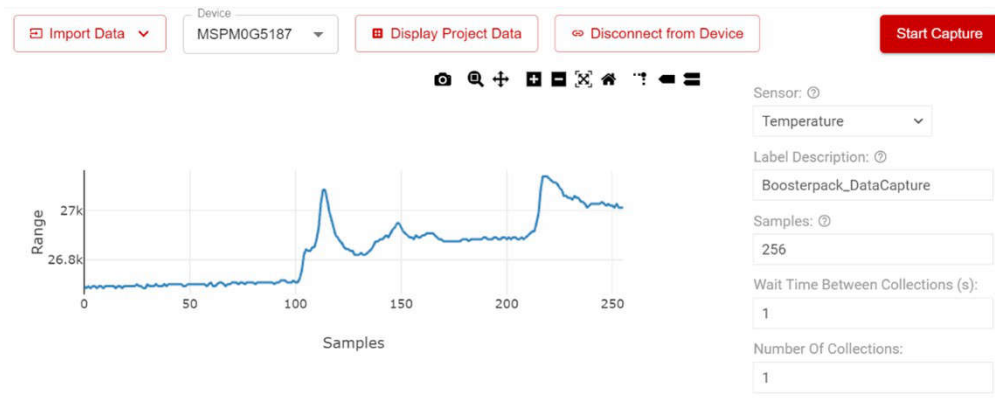 Import Data
Device
MSPM0G5187
Display Project Data
Disconnect from Device
Start Capture
Sensor:
Temperature
Label Description:
Boosterpack_DataCapture
Samples:
256
Wait Time Between Collections (s):
1
Number Of Collections:
1
Range
27k
26.8k
0 50 100 150 200 250
Samples